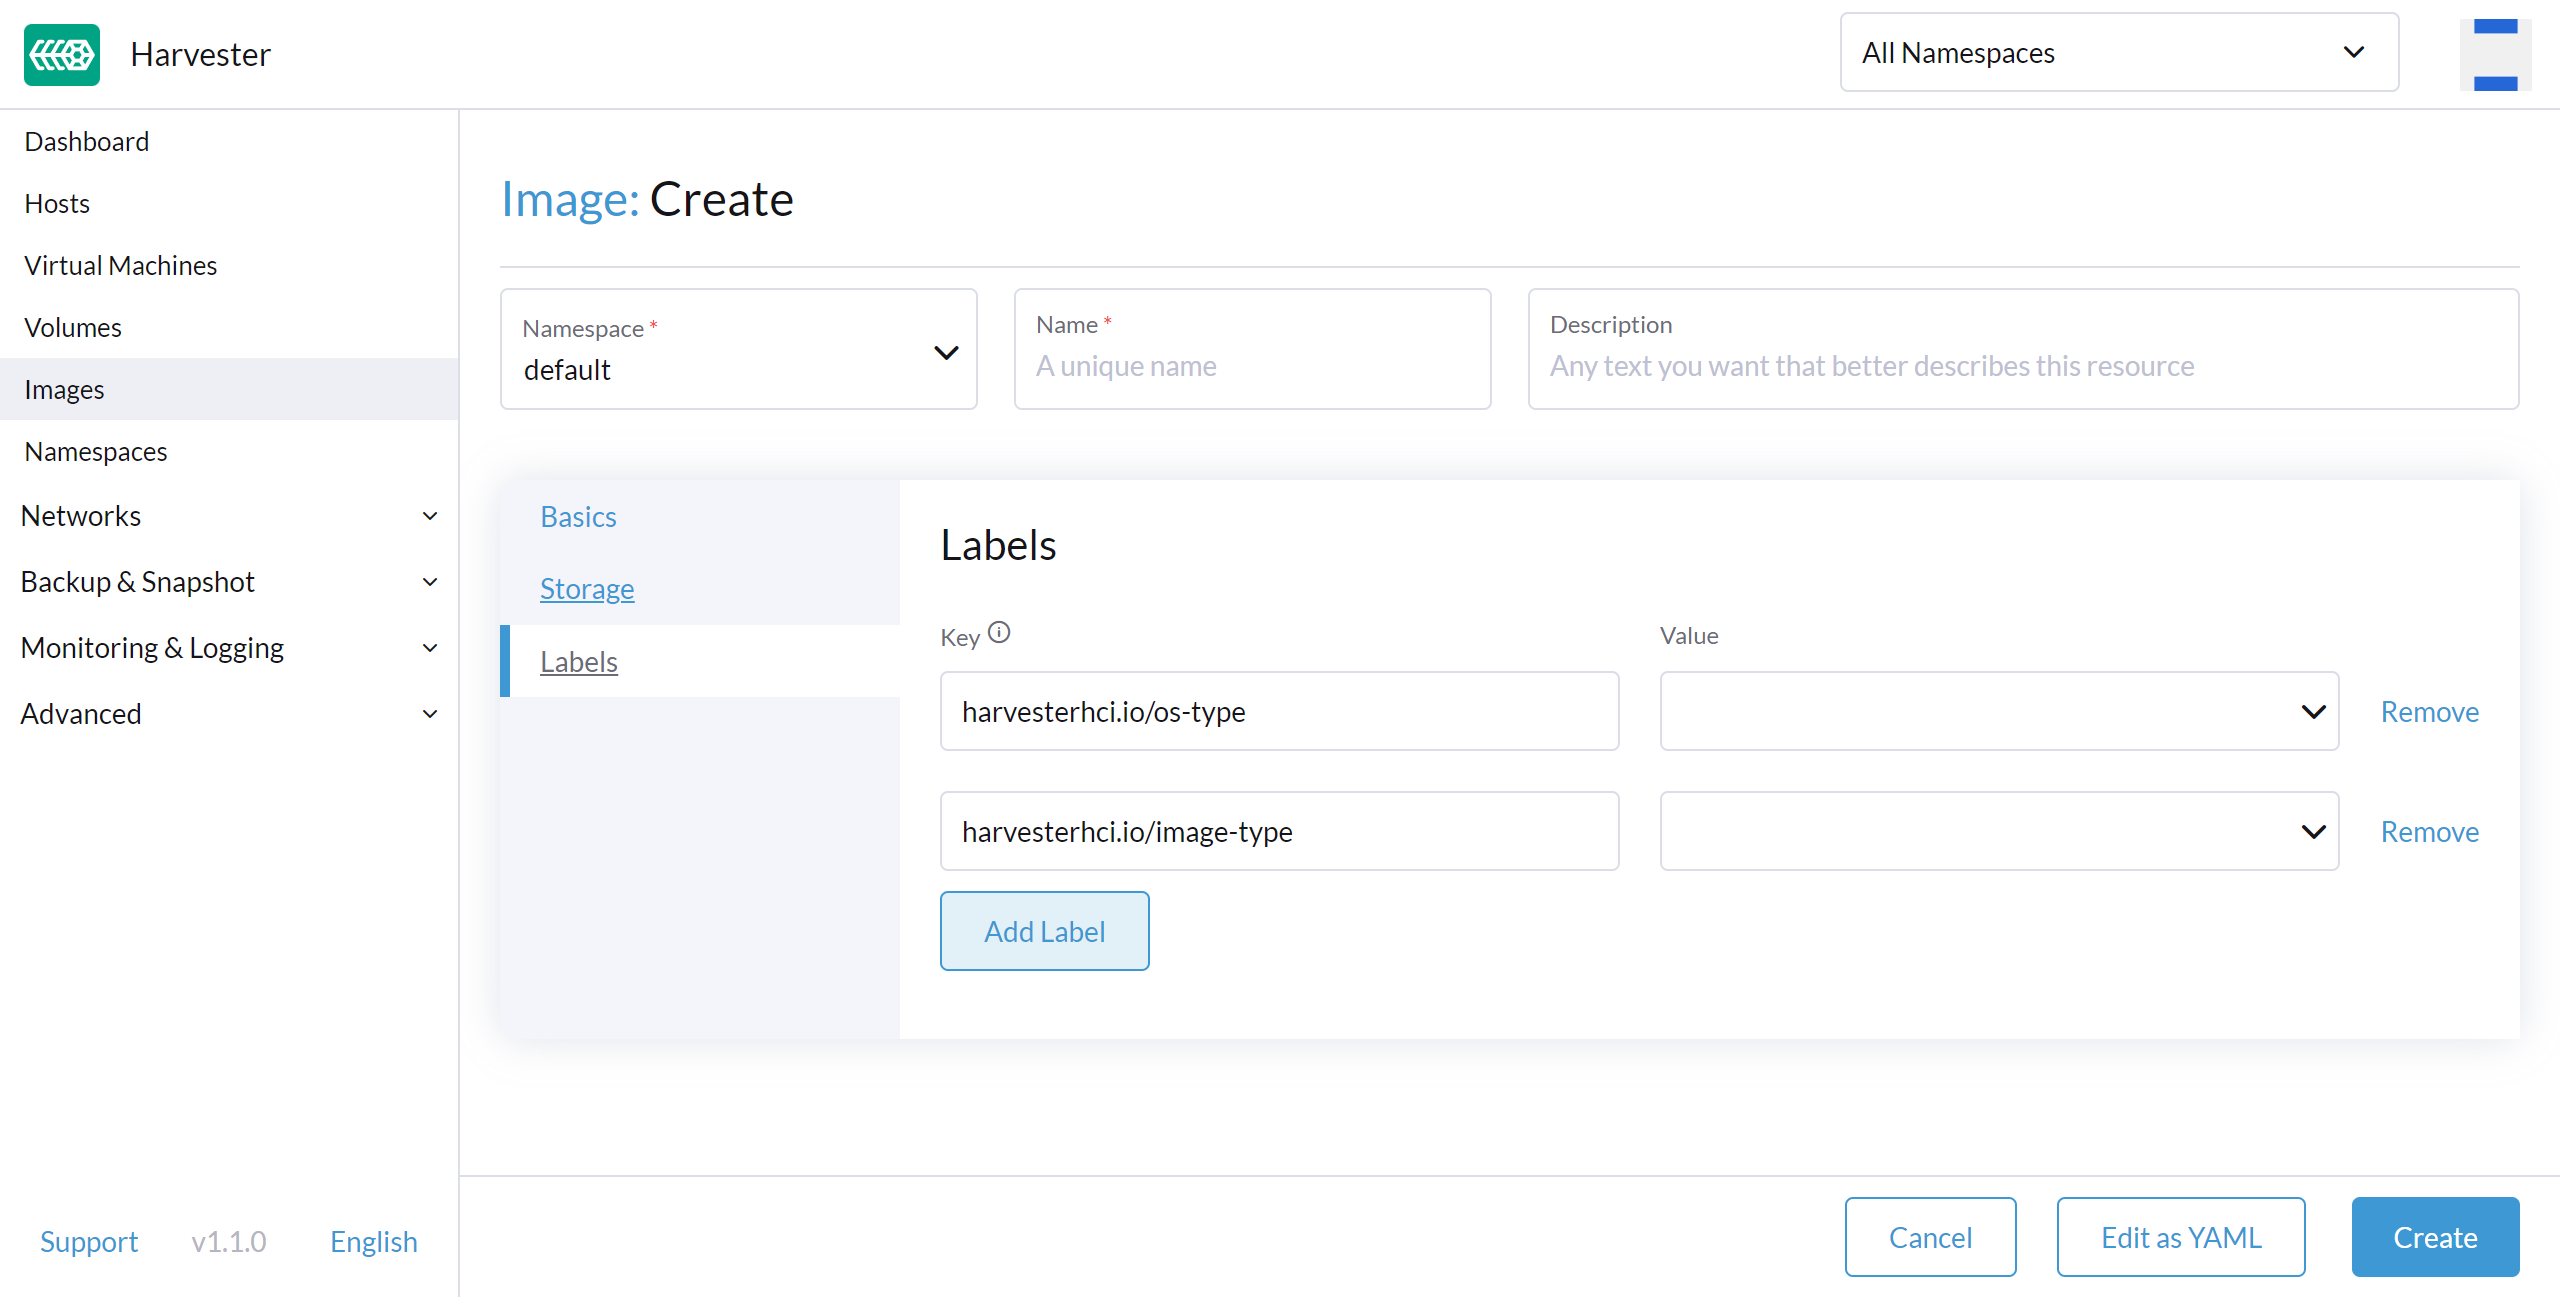 Harvester
All Namespaces
Dashboard
Hosts
Virtual Machines
Volumes
Images
Namespaces
Networks
Backup & Snapshot
Monitoring & Logging
Advanced
Support v1.1.0 English
Image: Create
Namespace *
default
Name *
A unique name
Description
Any text you want that better describes this resource
Basics
Storage
Labels
Labels
Key Value
harvesterhci.io/os-type Remove
harvesterhci.io/image-type Remove
Add Label
Cancel Edit as YAML Create